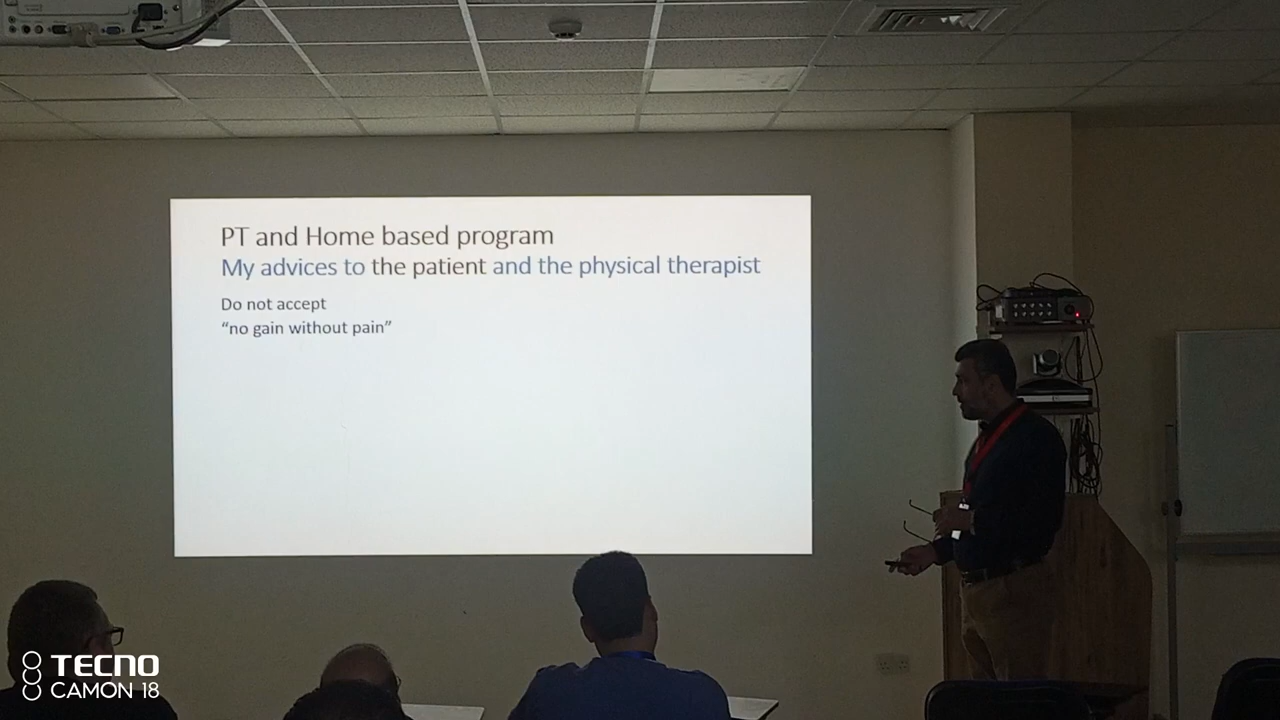 PT and Home based program
My advices to the patient and the physical therapist
Do not accept
“no gain without pain”
TECNO
CAMON 18